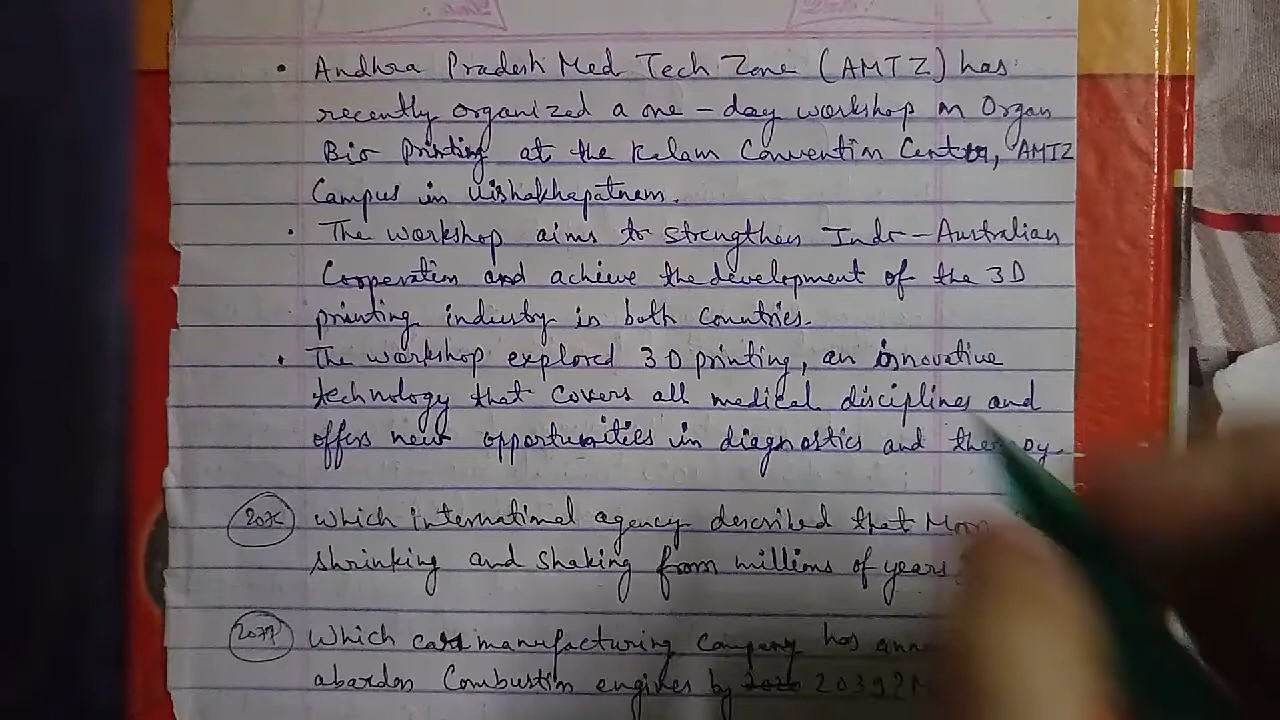 • Andhra Pradesh Med Tech Zone (AMTZ) has
recently organized a one-day workshop on Organ
Bio Printing at the Kalam Convention Center, AMTZ
Campus in Vishakhapatnam.
• The workshop aims to strengthen Indo-Australian
Cooperation and achieve the development of the 3D
printing industry in both Countries.
• The workshop explored 3D printing, an innovative
technology that covers all medical disciplines and
offers new opportunities in diagnostics and therapy.
Which international agency described that Moon
shrinking and shaking from millions of years
Which car manufacturing Company has
abandon Combustion engines by 2039?